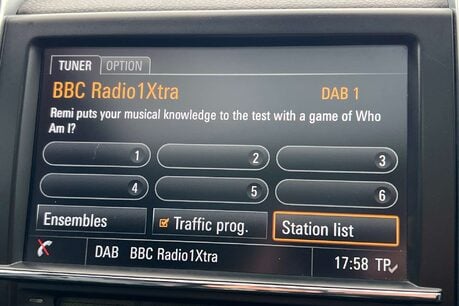 TUNER OPTION
BBC Radio1Xtra DAB 1
Remi puts your musical knowledge to the test with a game of Who
Am I?
1 2 3
4 5 6
Ensembles Traffic prog. Station list
DAB BBC Radio1Xtra 17:58 TP